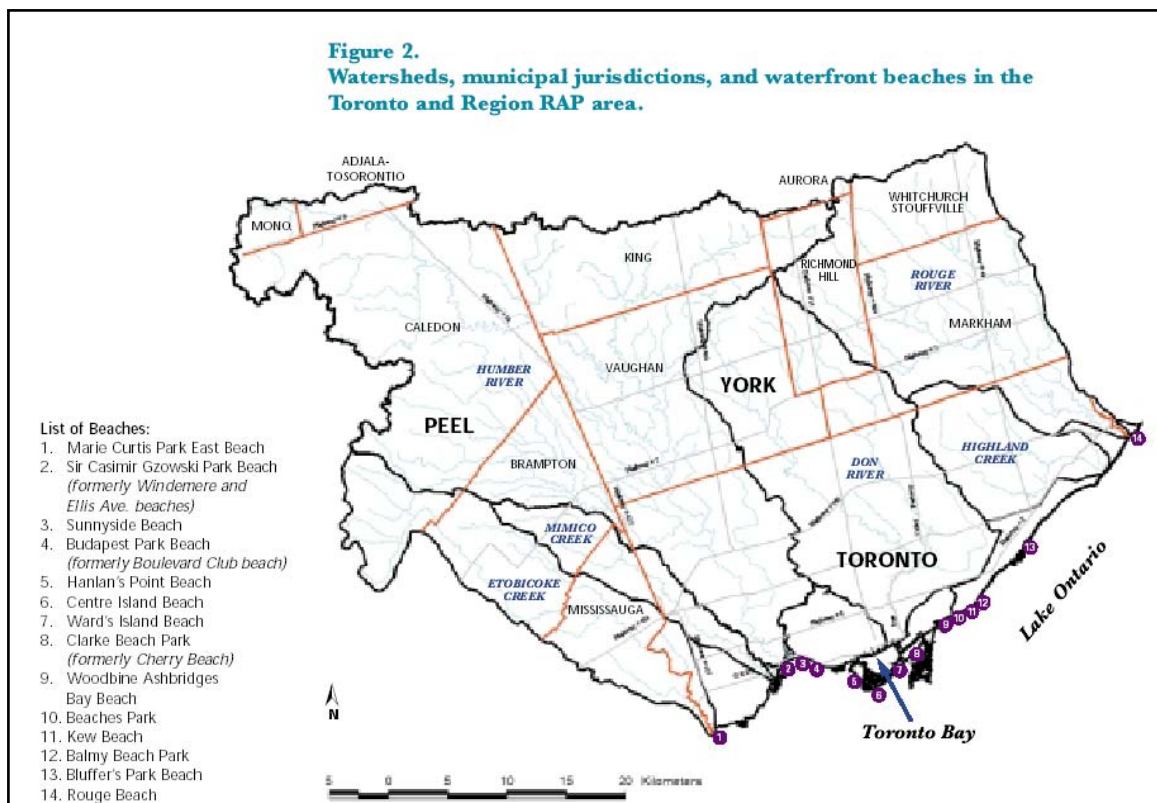 Figure 2.
Watersheds, municipal jurisdictions, and waterfront beaches in the
Toronto and Region RAP area.
ADJALA-
TOSORONTIO
AURORA
WHITCHURCH
STOUFFVILLE
MONO.
KING
RICHMOND
HILL
ROUGE
RIVER
CALEDON
MARKHAM
HUMBER
RIVER
VAUGHAN
YORK
PEEL
List of Beaches:
1. Marie Curtis Park East Beach
2. Sir Casimir Gzowski Park Beach
(formerly Windemere and
Ellis Ave. beaches)
3. Sunnyside Beach
4. Budapest Park Beach
(formerly Boulevard Club beach)
5. Hanlan's Point Beach
6. Centre Island Beach
7. Ward's Island Beach
8. Clarke Beach Park
(formerly Cherry Beach)
9. Woodbine Ashbridges
Bay Beach
10. Beaches Park
11. Kew Beach
12. Balmy Beach Park
13. Bluffer's Park Beach
14. Rouge Beach
BRAMPTON
DON
RIVER
HIGHLAND
CREEK
14
MIMICO
CREEK
TORONTO
13
ETOBICOKE
CREEK
MISSISSAUGA
Lake Ontario
12
11
10
9
8
7
6
5
4
3
2
1
Toronto Bay
N
5 0 5 10 15 20 Kilometers